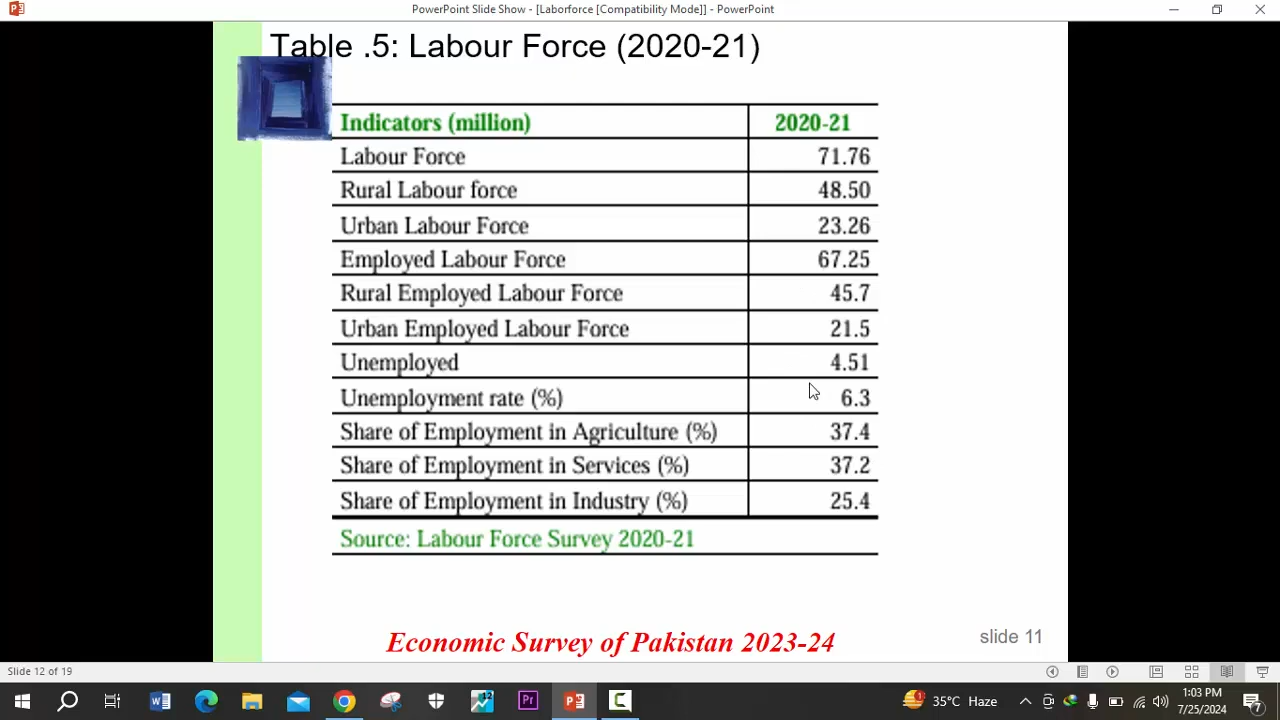 PowerPoint Slide Show - [Laborforce [Compatibility Mode]] - PowerPoint
Table .5: Labour Force (2020-21)
Indicators (million) 2020-21
Labour Force 71.76
Rural Labour force 48.50
Urban Labour Force 23.26
Employed Labour Force 67.25
Rural Employed Labour Force 45.7
Urban Employed Labour Force 21.5
Unemployed 4.51
Unemployment rate (%) 6.3
Share of Employment in Agriculture (%) 37.4
Share of Employment in Services (%) 37.2
Share of Employment in Industry (%) 25.4
Source: Labour Force Survey 2020-21
Economic Survey of Pakistan 2023-24
slide 11
Slide 12 of 19
35°C Haze
1:03 PM
7/25/2024